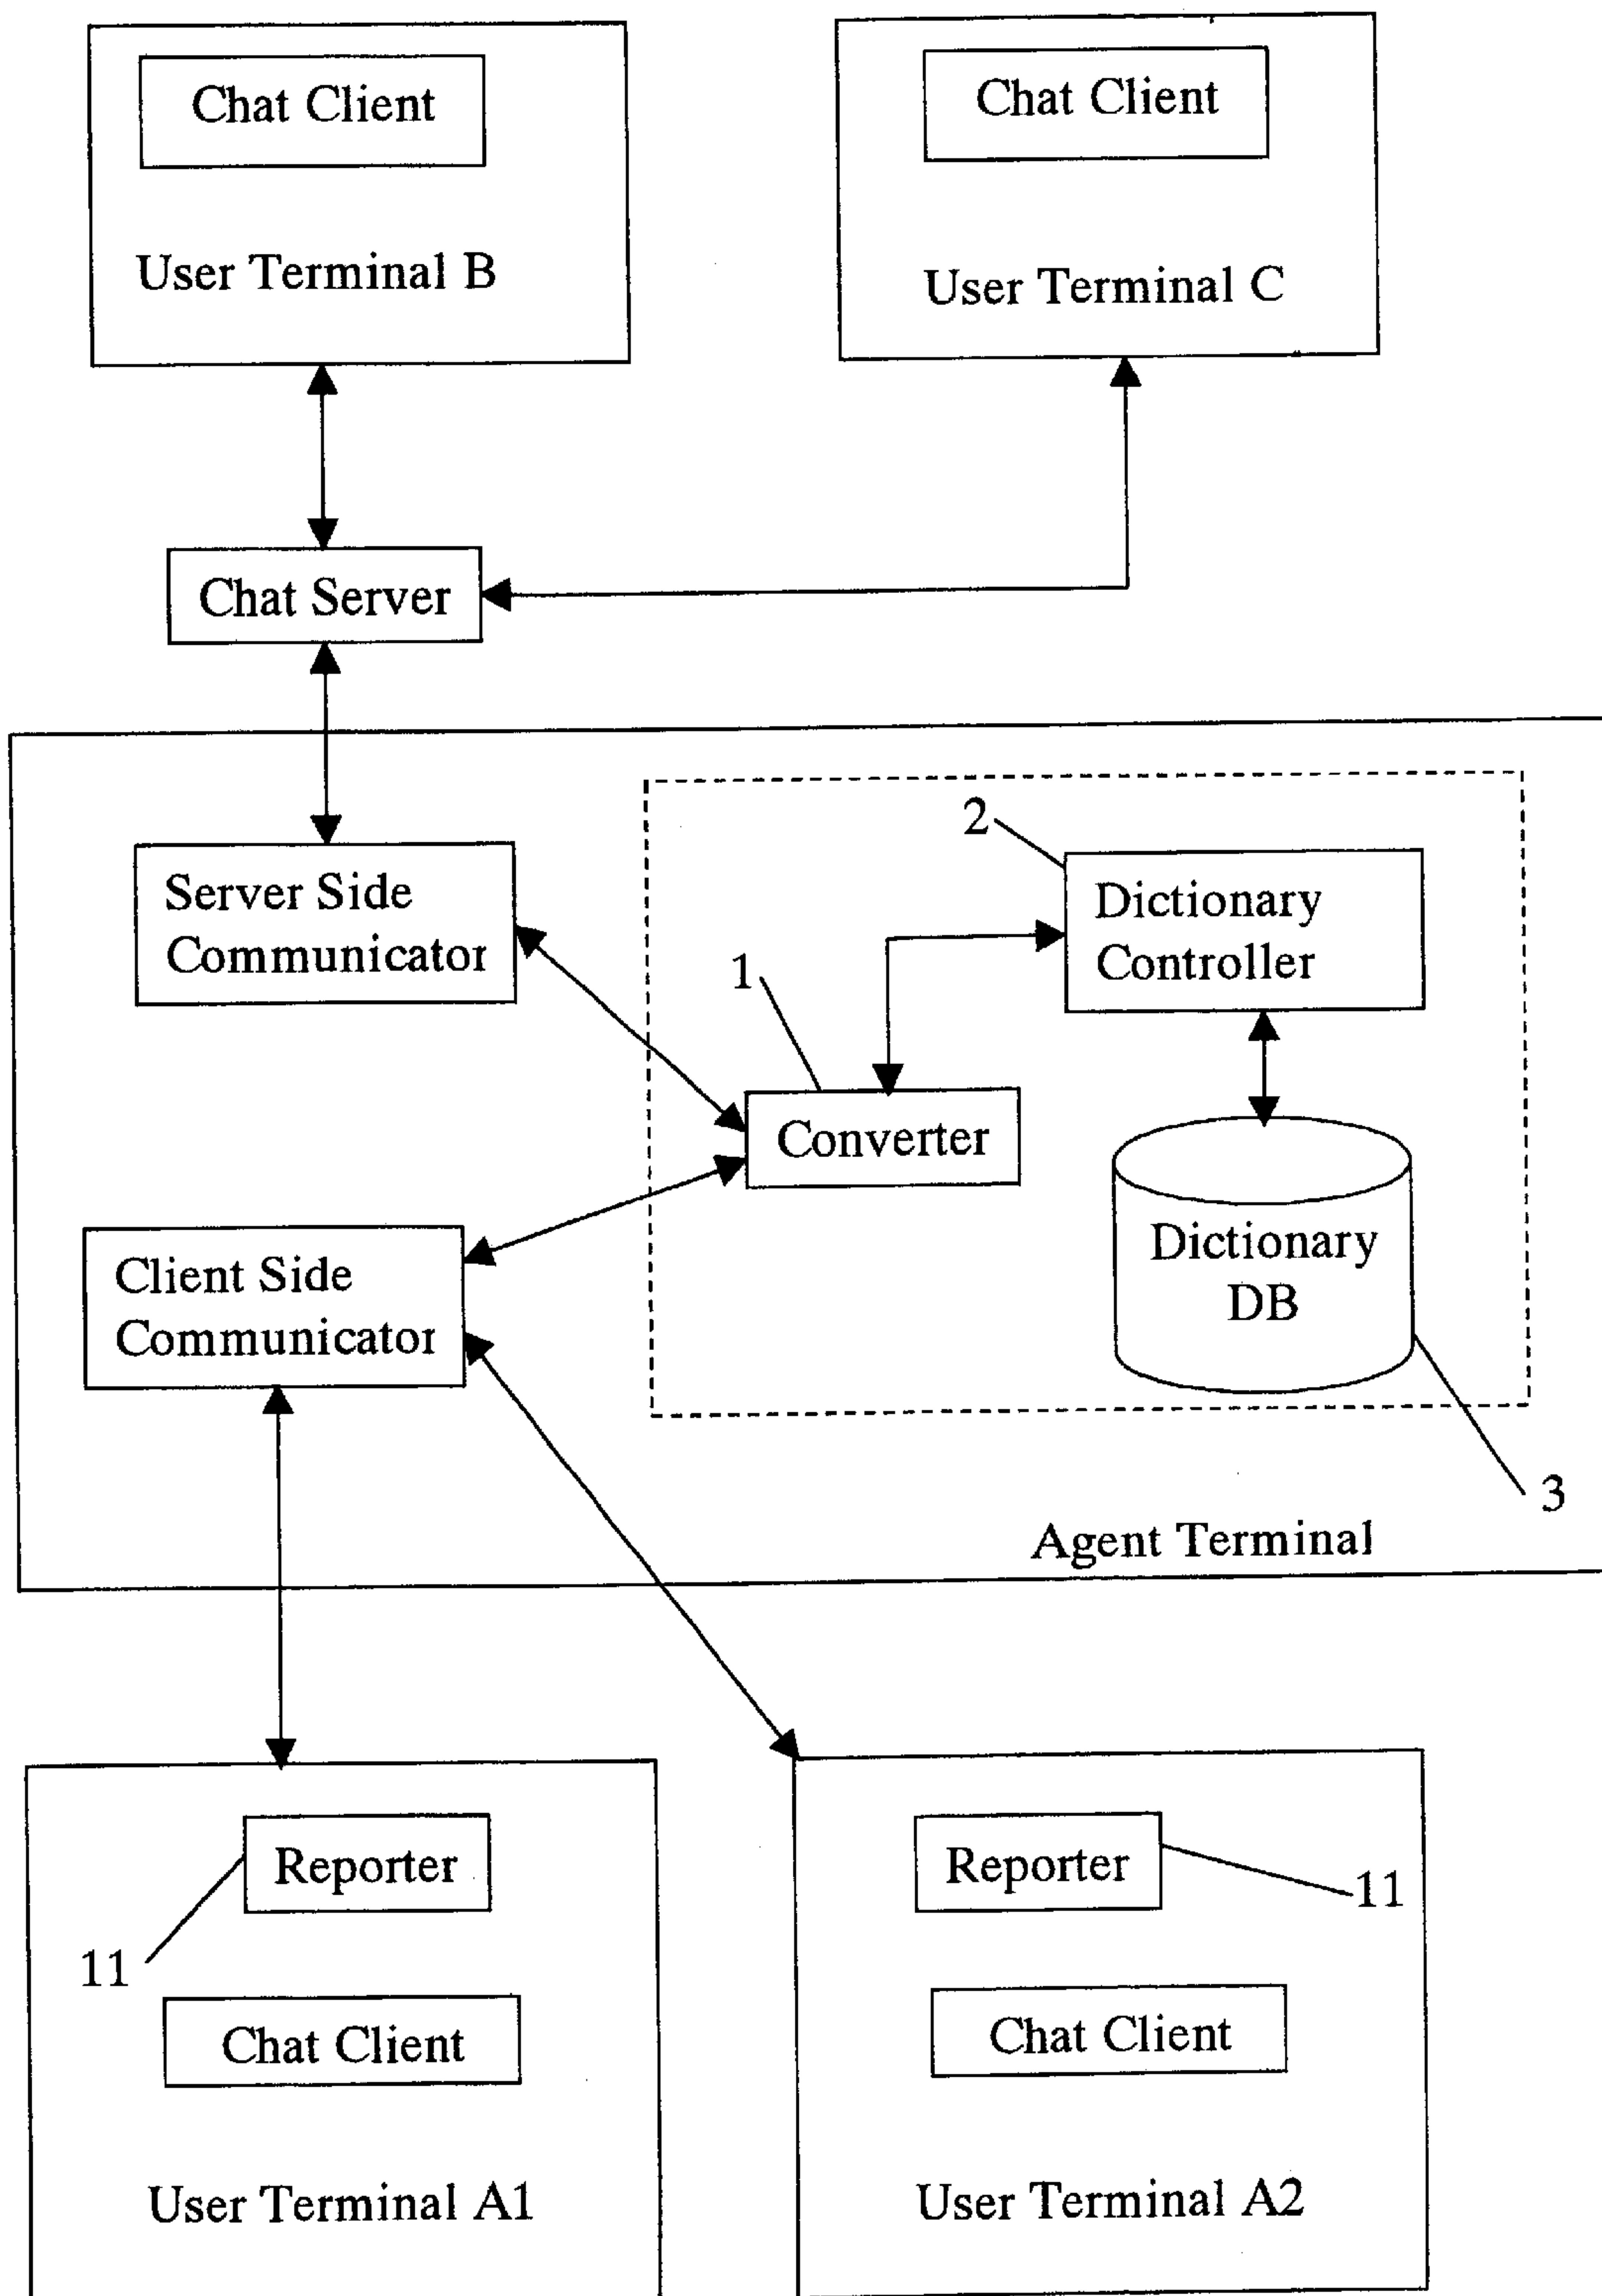 Chat Client
Chat Client
User Terminal B
User Terminal C
Chat Server
2
Server Side
Communicator
Dictionary
Controller
1
Converter
Client Side
Communicator
Dictionary
DB
3
Agent Terminal
Reporter
Reporter
11
11
Chat Client
Chat Client
User Terminal A1
User Terminal A2